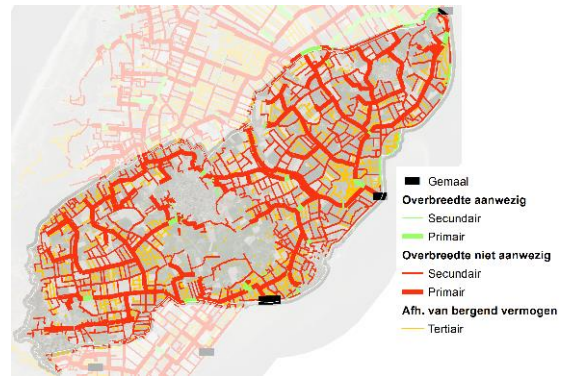 Gemaal
Overbreedte aanwezig
Secundair
Primair
Overbreedte niet aanwezig
Secundair
Primair
Afh. van bergend vermogen
Tertiair